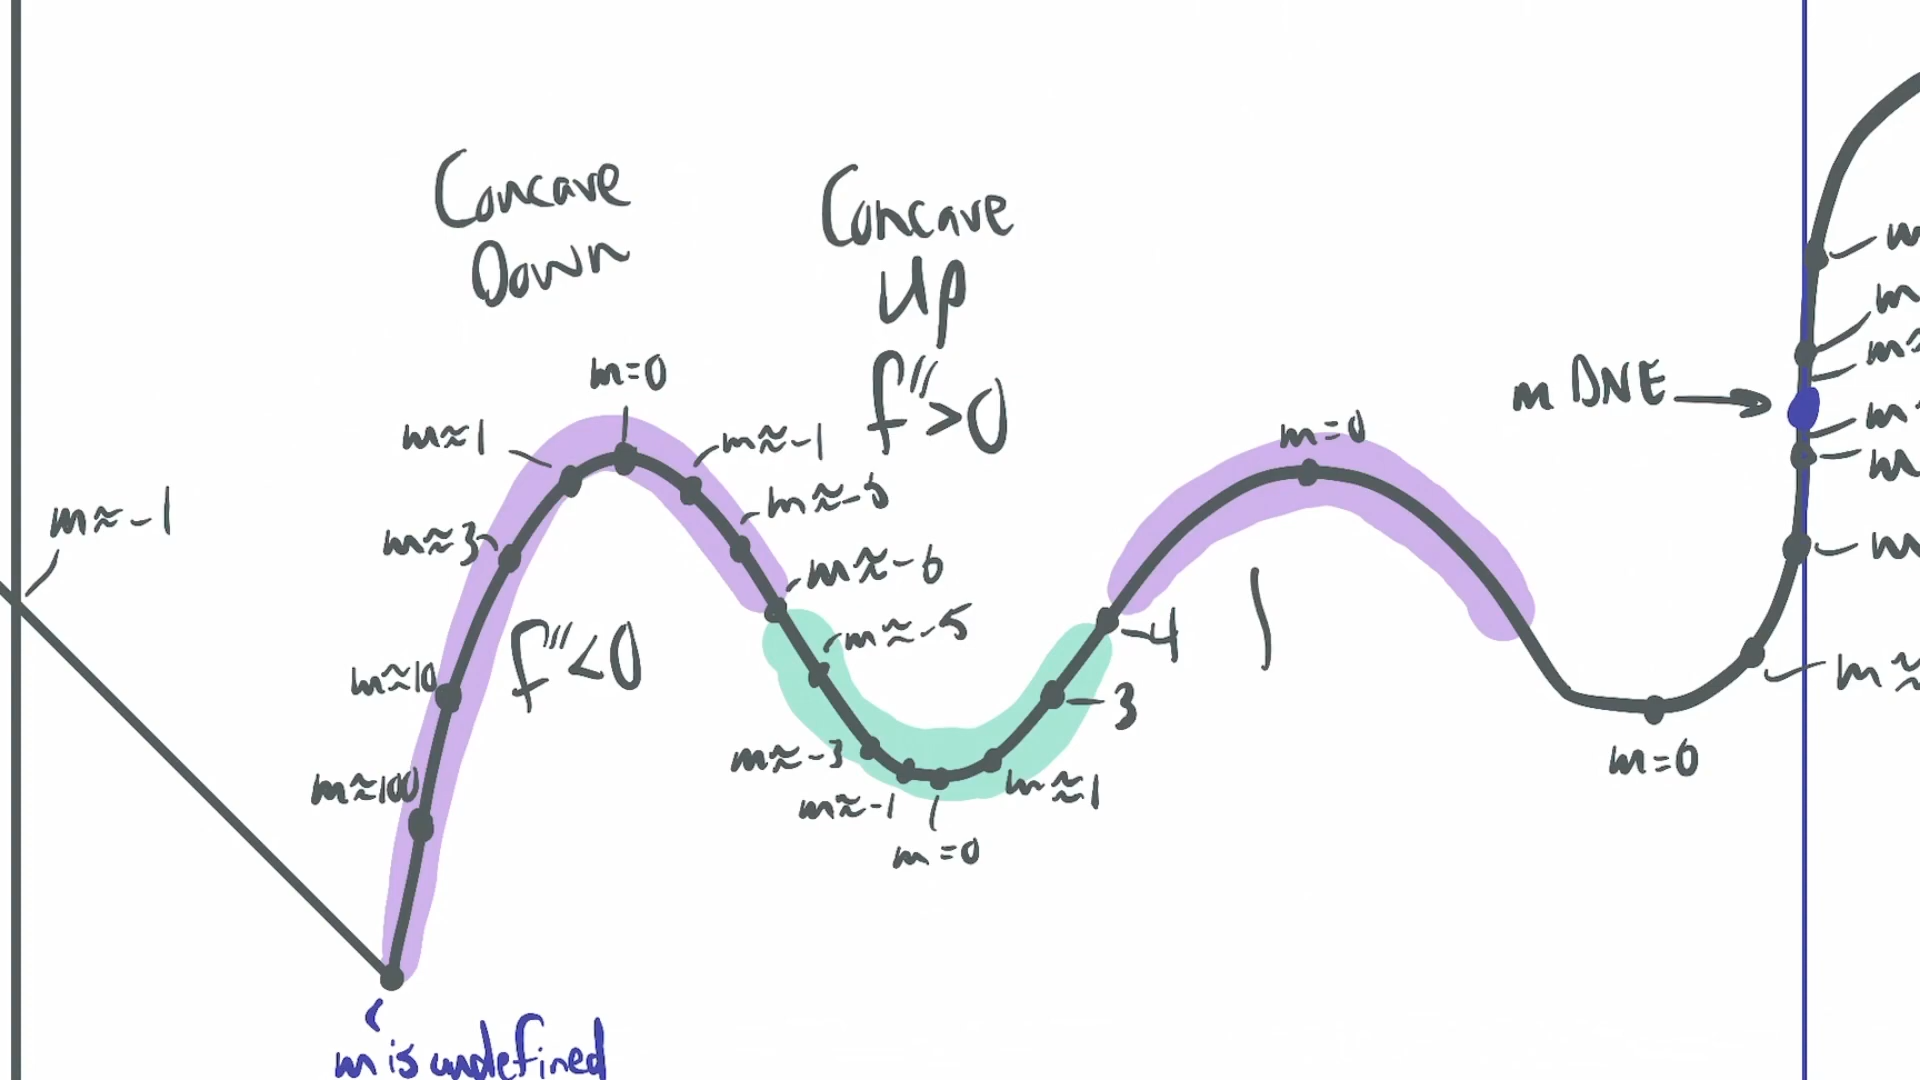 Concave
Down
Concave
Up
f''>0
m=0
m≈1
m≈-1
m≈3
m≈-6
m≈-5
f''<0
m≈10
m≈100
m≈-3
m≈-1
m=0
m≈1
3
-4
m=0
m DNE
m=0
m≈-1
m is undefined